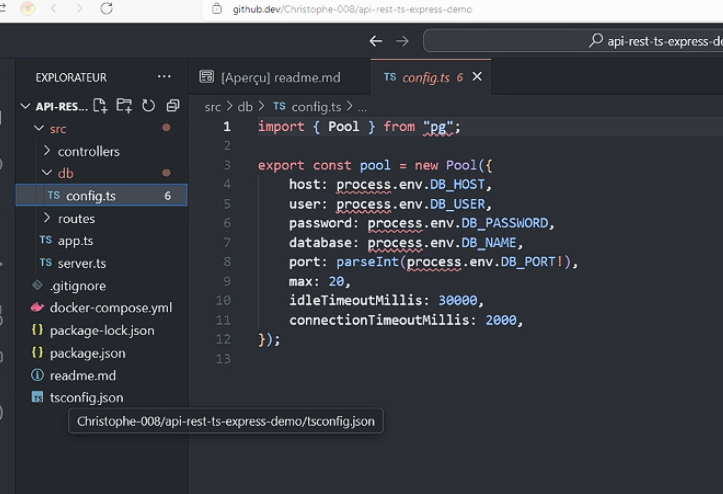 github.dev/Christophe-008/api-rest-ts-express-demo
api-rest-ts-express-d
EXPLORATEUR ...
[Aperçu] readme.md
TS config.ts 6
API-RES...
src > db > TS config.ts > ...
src
controllers
db
TS config.ts 6
routes
TS app.ts
TS server.ts
.gitignore
docker-compose.yml
{} package-lock.json
{} package.json
readme.md
TS tsconfig.json
Christophe-008/api-rest-ts-express-demo/tsconfig.json
1 import { Pool } from "pg";
2
3 export const pool = new Pool({
4 host: process.env.DB_HOST,
5 user: process.env.DB_USER,
6 password: process.env.DB_PASSWORD,
7 database: process.env.DB_NAME,
8 port: parseInt(process.env.DB_PORT!),
9 max: 20,
10 idleTimeoutMillis: 30000,
11 connectionTimeoutMillis: 2000,
12 });
13